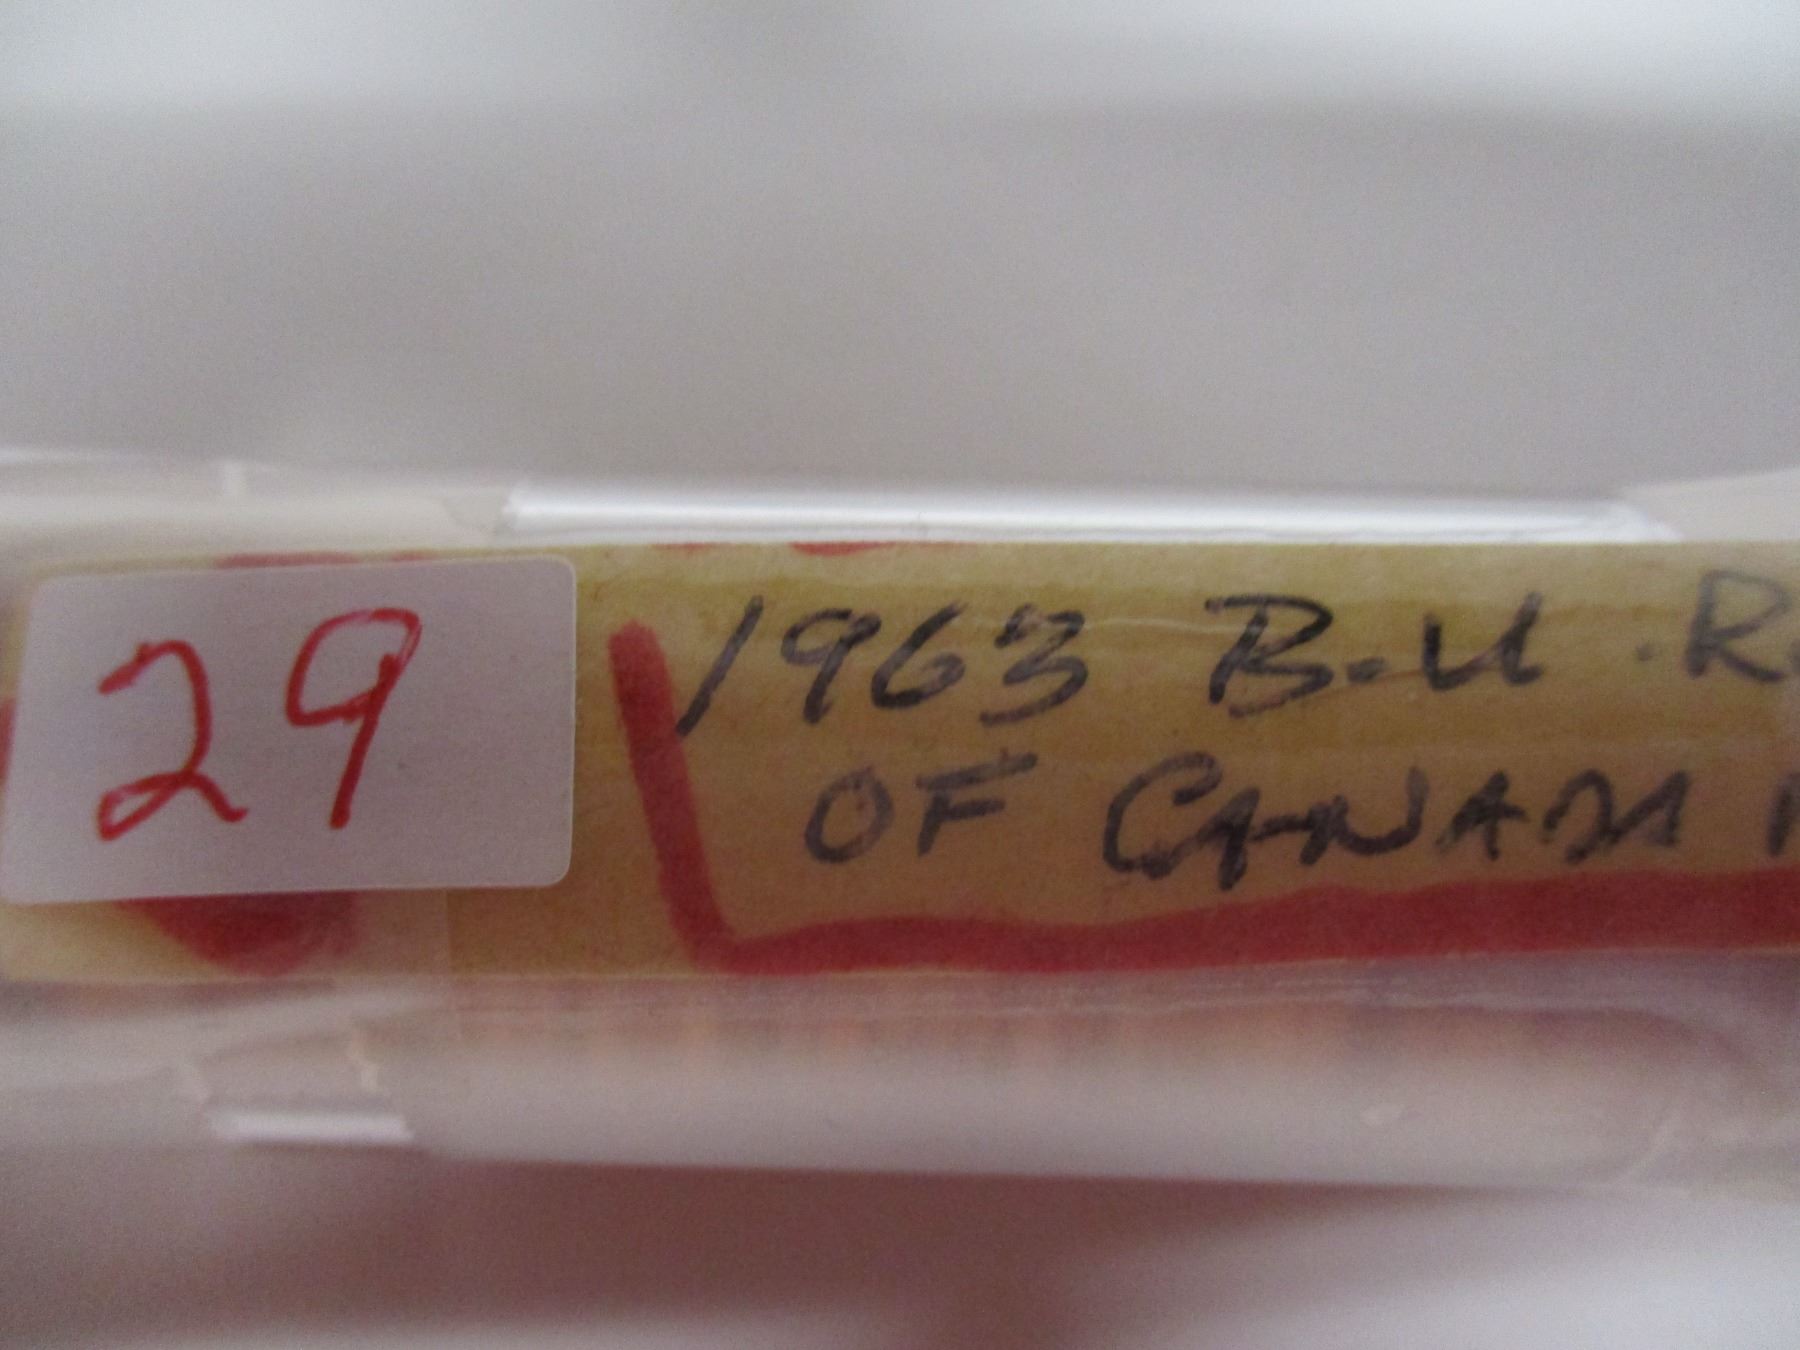 29
1963 B.U. R
OF CANADA